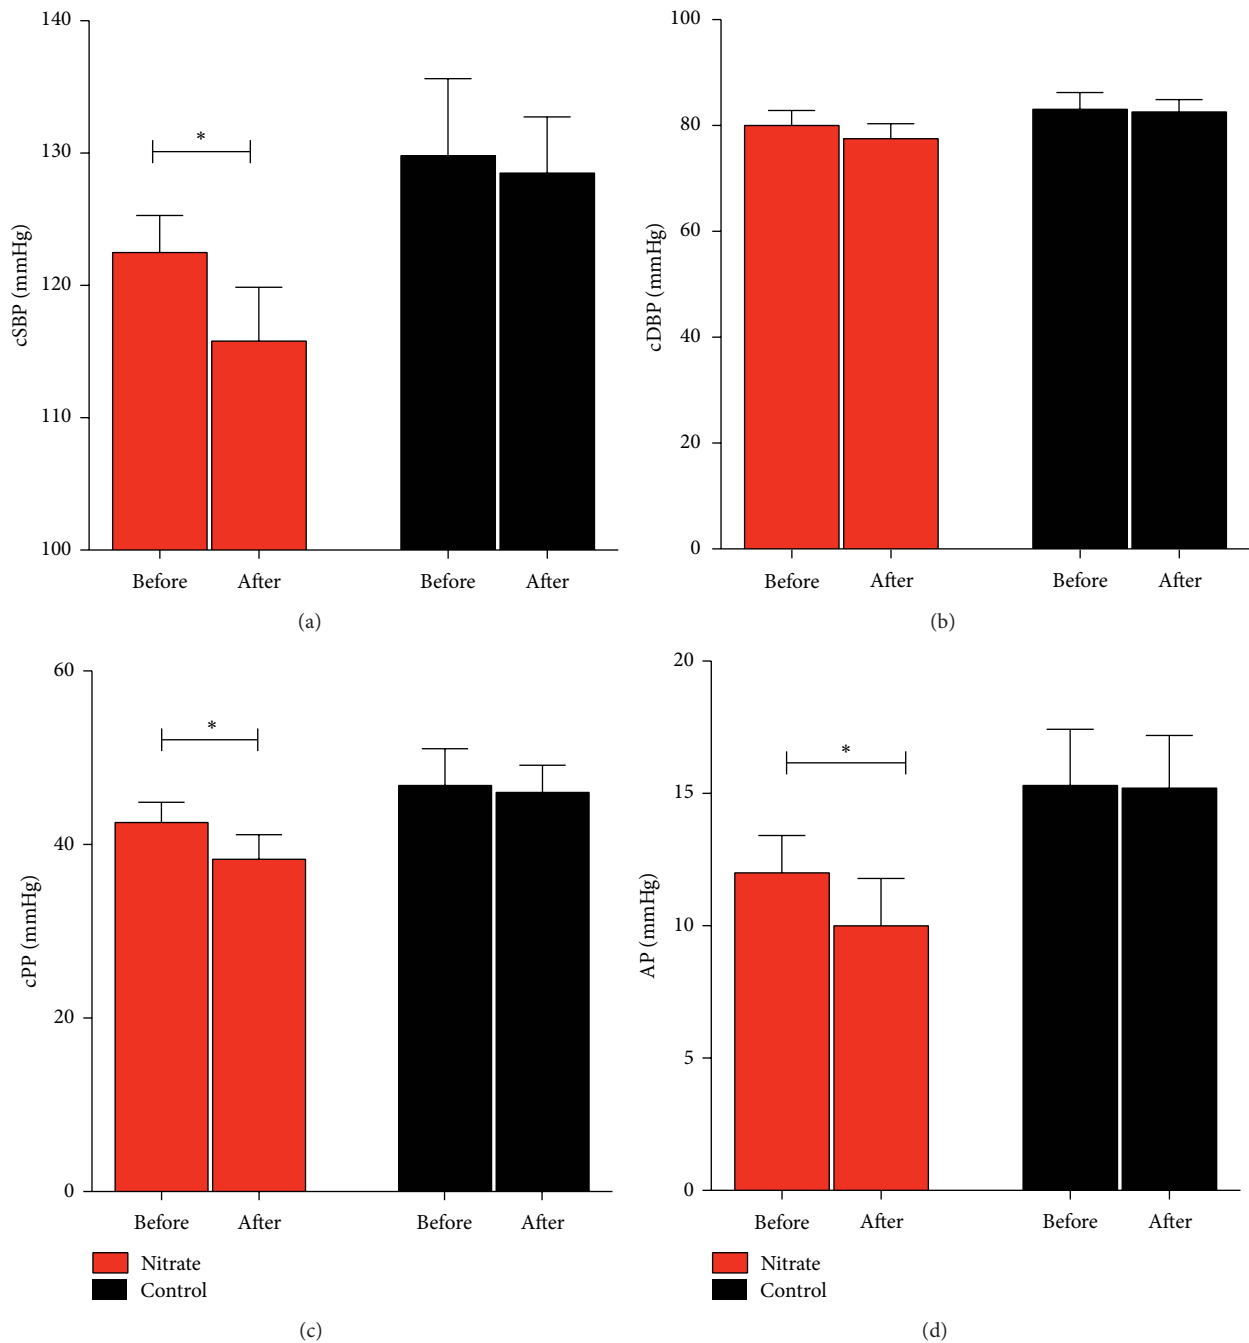 140
130
120
110
100
cSBP (mmHg)
*
Before After Before After
(a)
100
80
60
40
20
0
cDBP (mmHg)
Before After Before After
(b)
60
40
20
0
cPP (mmHg)
*
Before After Before After
Nitrate
Control
(c)
20
15
10
5
0
AP (mmHg)
*
Before After Before After
Nitrate
Control
(d)